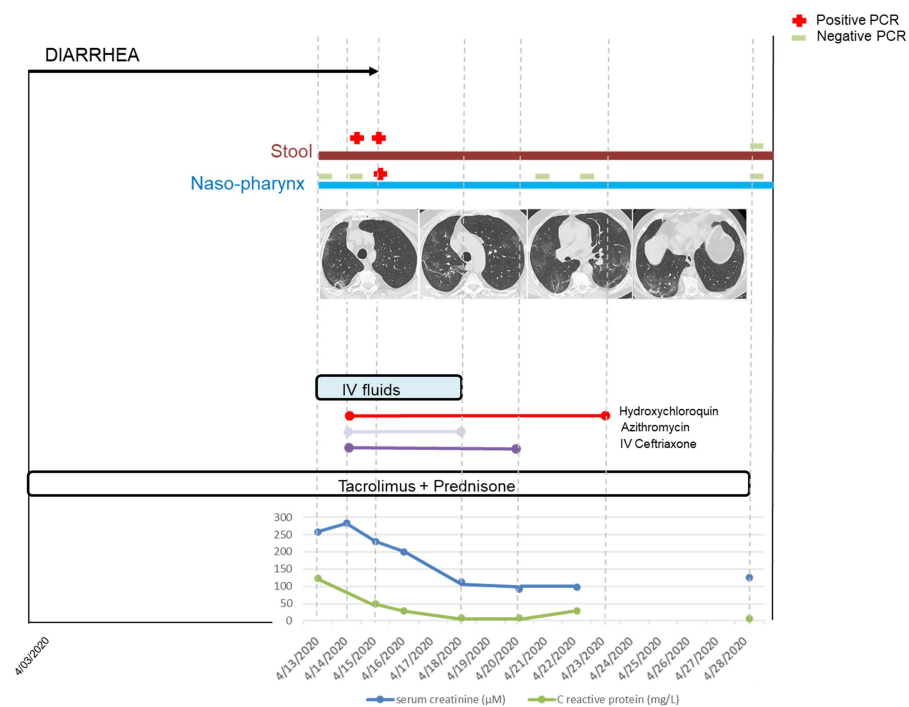 Positive PCR
Negative PCR
DIARRHEA
Stool
Naso-pharynx
IV fluids
Hydroxychloroquin
Azithromycin
IV Ceftriaxone
Tacrolimus + Prednisone
300
250
200
150
100
50
0
4/03/2020
4/13/2020
4/14/2020
4/15/2020
4/16/2020
4/17/2020
4/18/2020
4/19/2020
4/20/2020
4/21/2020
4/22/2020
4/23/2020
4/24/2020
4/25/2020
4/26/2020
4/27/2020
4/28/2020
serum creatinine (µM)
C reactive protein (mg/L)